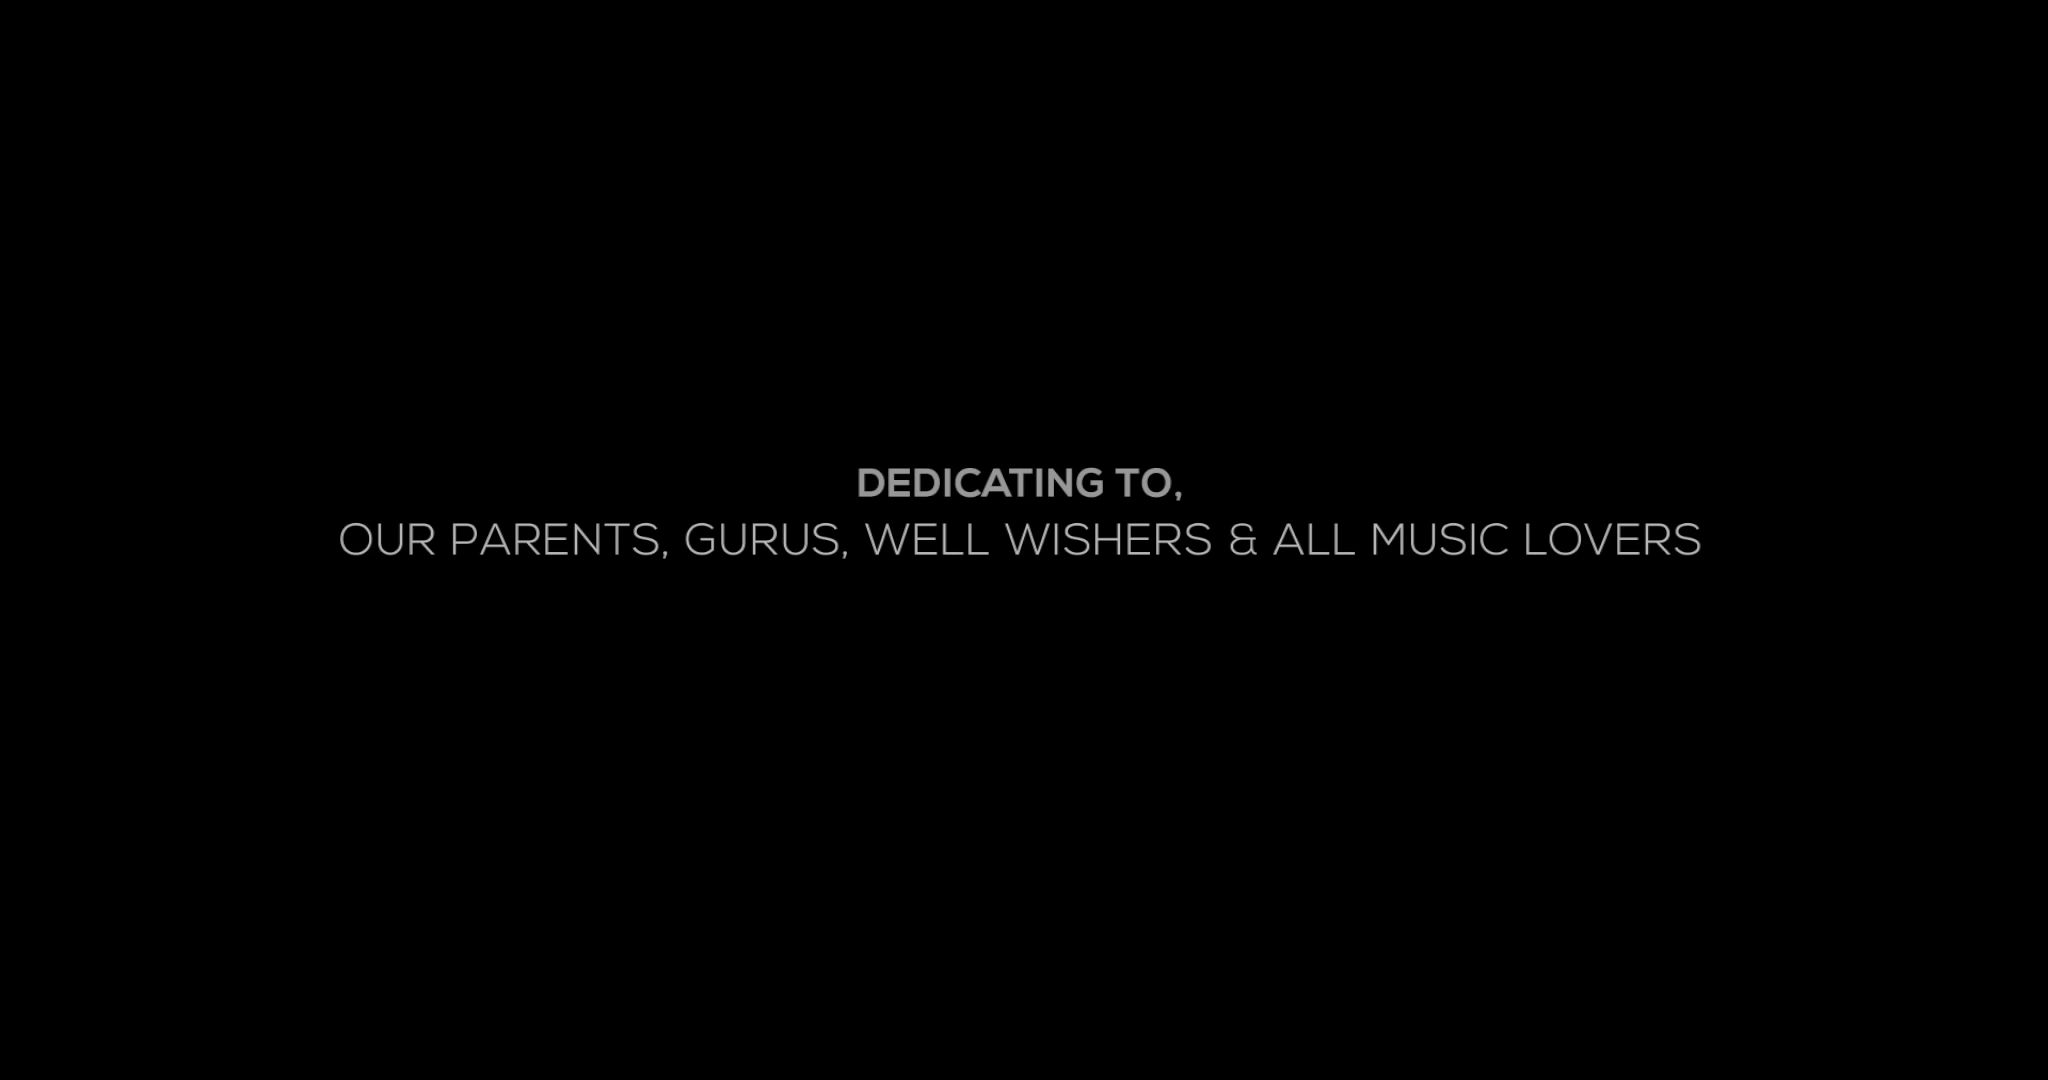 DEDICATING TO,
OUR PARENTS, GURUS, WELL WISHERS & ALL MUSIC LOVERS